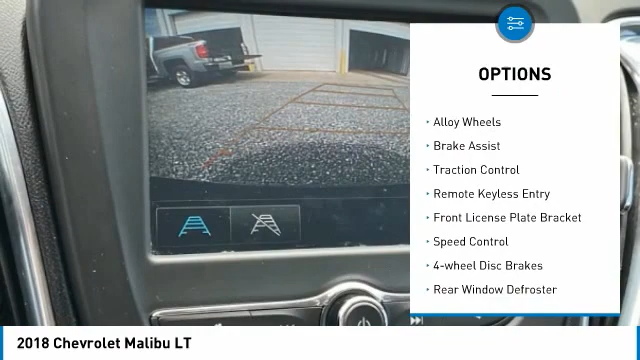 OPTIONS
· Alloy Wheels
· Brake Assist
· Traction Control
· Remote Keyless Entry
· Front License Plate Bracket
· Speed Control
· 4-wheel Disc Brakes
· Rear Window Defroster
2018 Chevrolet Malibu LT